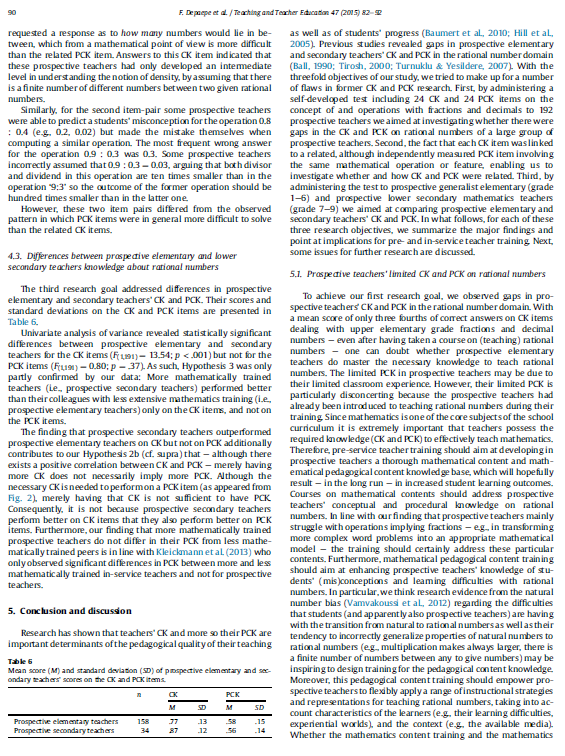 90
F. Depaepe et al. / Teaching and Teacher Education 47 (2015) 82–92
requested a response as to how many numbers would lie in be-
tween, which from a mathematical point of view is more difficult
than the related PCK item. Answers to this CK item indicated that
these prospective teachers had only developed an intermediate
level in understanding the notion of density, by assuming that there
is a finite number of different numbers between two given rational
numbers.
Similarly, for the second item-pair some prospective teachers
were able to predict a students' misconception for the operation 0.8
: 0.4 (e.g., 0.2, 0.02) but made the mistake themselves when
computing a similar operation. The most frequent wrong answer
for the operation 0.9 : 0.3 was 0.3. Some prospective teachers
incorrectly assumed that 0.9 : 0.3 = 0.03, arguing that both divisor
and dividend in this operation are ten times smaller than in the
operation '9:3' so the outcome of the former operation should be
hundred times smaller than in the latter one.
However, these two item pairs differed from the observed
pattern in which PCK items were in general more difficult to solve
than the related CK items.
4.3. Differences between prospective elementary and lower
secondary teachers knowledge about rational numbers
The third research goal addressed differences in prospective
elementary and secondary teachers' CK and PCK. Their scores and
standard deviations on the CK and PCK items are presented in
Table 6.
Univariate analysis of variance revealed statistically significant
differences between prospective elementary and secondary
teachers for the CK items (F(1,191) = 13.54; p < .001) but not for the
PCK items (F(1,191) = 0.80; p = .37). As such, Hypothesis 3 was only
partly confirmed by our data: More mathematically trained
teachers (i.e., prospective secondary teachers) performed better
than their colleagues with less extensive mathematics training (i.e.,
prospective elementary teachers) only on the CK items, and not on
the PCK items.
The finding that prospective secondary teachers outperformed
prospective elementary teachers on CK but not on PCK additionally
contributes to our Hypothesis 2b (cf. supra) that – although there
exists a positive correlation between CK and PCK – merely having
more CK does not necessarily imply more PCK. Although the
necessary CK is needed to perform on a PCK item (as appeared from
Fig. 2), merely having that CK is not sufficient to have PCK.
Consequently, it is not because prospective secondary teachers
perform better on CK items that they also perform better on PCK
items. Furthermore, our finding that more mathematically trained
prospective teachers do not differ in their PCK from less mathe-
matically trained peers is in line with Kleickmann et al. (2013) who
only observed significant differences in PCK between more and less
mathematically trained in-service teachers and not for prospective
teachers.
5. Conclusion and discussion
Research has shown that teachers' CK and more so their PCK are
important determinants of the pedagogical quality of their teaching
Table 6
Mean score (M) and standard deviation (SD) of prospective elementary and sec-
ondary teachers' scores on the CK and PCK items.
n CK PCK
M SD M SD
Prospective elementary teachers 158 .77 .13 .58 .15
Prospective secondary teachers 34 .87 .12 .56 .14
as well as of students' progress (Baumert et al., 2010; Hill et al.,
2005). Previous studies revealed gaps in prospective elementary
and secondary teachers' CK and PCK in the rational number domain
(Ball, 1990; Tirosh, 2000; Turnuklu & Yesildere, 2007). With the
threefold objectives of our study, we tried to make up for a number
of flaws in former CK and PCK research. First, by administering a
self-developed test including 24 CK and 24 PCK items on the
concept of and operations with fractions and decimals to 192
prospective teachers we aimed at investigating whether there were
gaps in the CK and PCK on rational numbers of a large group of
prospective teachers. Second, the fact that each CK item was linked
to a related, although independently measured PCK item involving
the same mathematical operation or feature, enabling us to
investigate whether and how CK and PCK were related. Third, by
administering the test to prospective generalist elementary (grade
1–6) and prospective lower secondary mathematics teachers
(grade 7–9) we aimed at comparing prospective elementary and
secondary teachers' CK and PCK. In what follows, for each of these
three research objectives, we summarize the major findings and
point at implications for pre- and in-service teacher training. Next,
some issues for further research are discussed.
5.1. Prospective teachers' limited CK and PCK on rational numbers
To achieve our first research goal, we observed gaps in pro-
spective teachers' CK and PCK in the rational number domain. With
a mean score of only three fourths of correct answers on CK items
dealing with upper elementary grade fractions and decimal
numbers – even after having taken a course on (teaching) rational
numbers – one can doubt whether prospective elementary
teachers do master the necessary knowledge to teach rational
numbers. The limited PCK in prospective teachers may be due to
their limited classroom experience. However, their limited PCK is
particularly disconcerting because the prospective teachers had
already been introduced to teaching rational numbers during their
training. Since mathematics is one of the core subjects of the school
curriculum it is extremely important that teachers possess the
required knowledge (CK and PCK) to effectively teach mathematics.
Therefore, pre-service teacher training should aim at developing in
prospective teachers a thorough mathematical content and math-
ematical pedagogical content knowledge base, which will hopefully
result – in the long run – in increased student learning outcomes.
Courses on mathematical contents should address prospective
teachers' conceptual and procedural knowledge on rational
numbers. In line with our finding that prospective teachers mainly
struggle with operations implying fractions – e.g., in transforming
more complex word problems into an appropriate mathematical
model – the training should certainly address these particular
contents. Furthermore, mathematical pedagogical content training
should aim at enhancing prospective teachers' knowledge of stu-
dents' (mis)conceptions and learning difficulties with rational
numbers. In particular, we think research evidence from the natural
number bias (Vamvakoussi et al., 2012) regarding the difficulties
that students (and apparently also prospective teachers) are having
with the transition from natural to rational numbers as well as their
tendency to incorrectly generalize properties of natural numbers to
rational numbers (e.g., multiplication makes always larger, there is
a finite number of numbers between any to give numbers) may be
inspiring to design training for the pedagogical content knowledge.
Moreover, this pedagogical content training should empower pro-
spective teachers to flexibly apply a range of instructional strategies
and representations for teaching rational numbers, taking into ac-
count characteristics of the learners (e.g., their learning difficulties,
experiential worlds), and the context (e.g., the available media).
Whether the mathematics content training and the mathematics